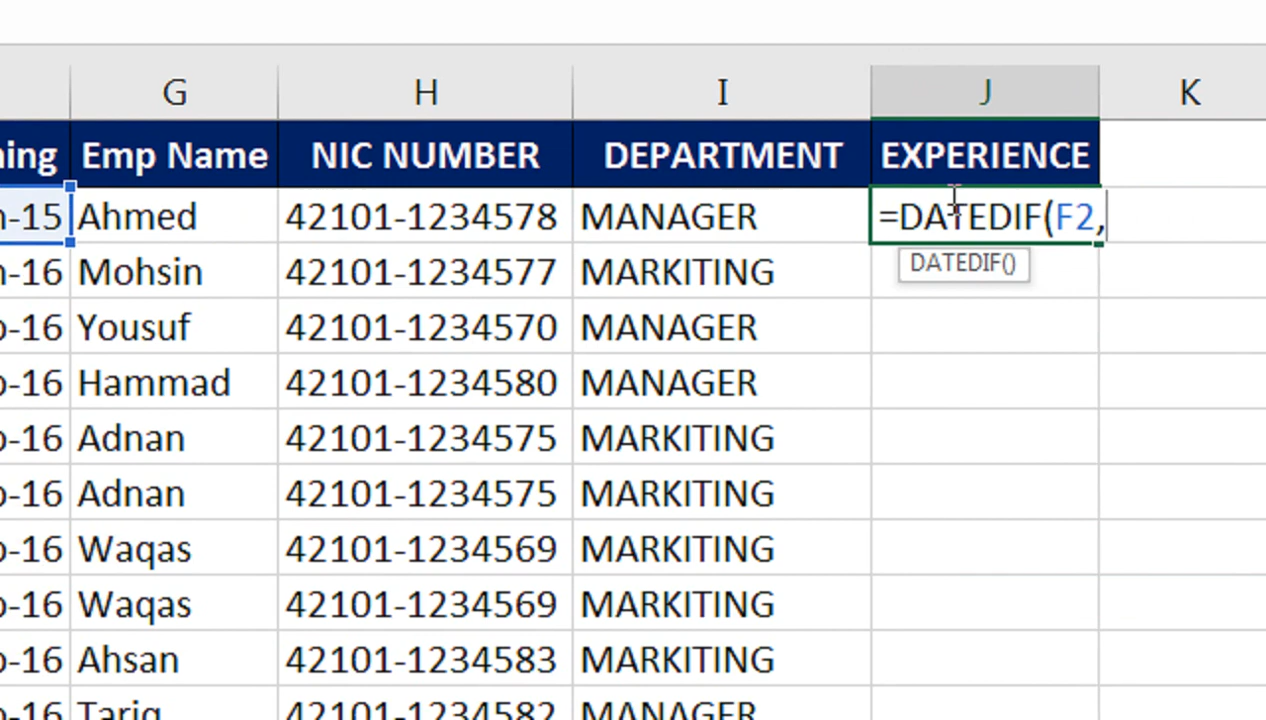 G H I J K
ning Emp Name NIC NUMBER DEPARTMENT EXPERIENCE
n-15 Ahmed 42101-1234578 MANAGER =DATEDIF(F2,
DATEDIF()
n-16 Mohsin 42101-1234577 MARKITING
o-16 Yousuf 42101-1234570 MANAGER
o-16 Hammad 42101-1234580 MANAGER
o-16 Adnan 42101-1234575 MARKITING
o-16 Adnan 42101-1234575 MARKITING
o-16 Waqas 42101-1234569 MARKITING
o-16 Waqas 42101-1234569 MARKITING
o-16 Ahsan 42101-1234583 MARKITING
o-16 Tariq 42101-1234582 MANAGER